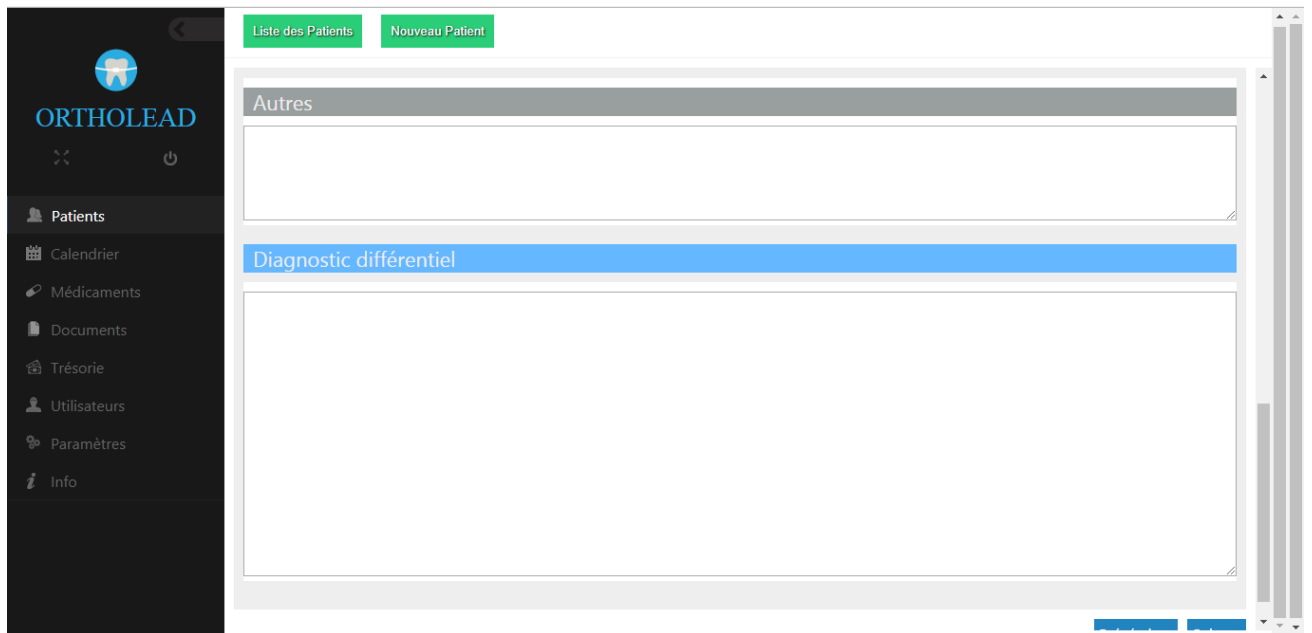 ORTHOLEAD
Patients
Calendrier
Médicaments
Documents
Trésorie
Utilisateurs
Paramètres
Info
Liste des Patients
Nouveau Patient
Autres
Diagnostic différentiel